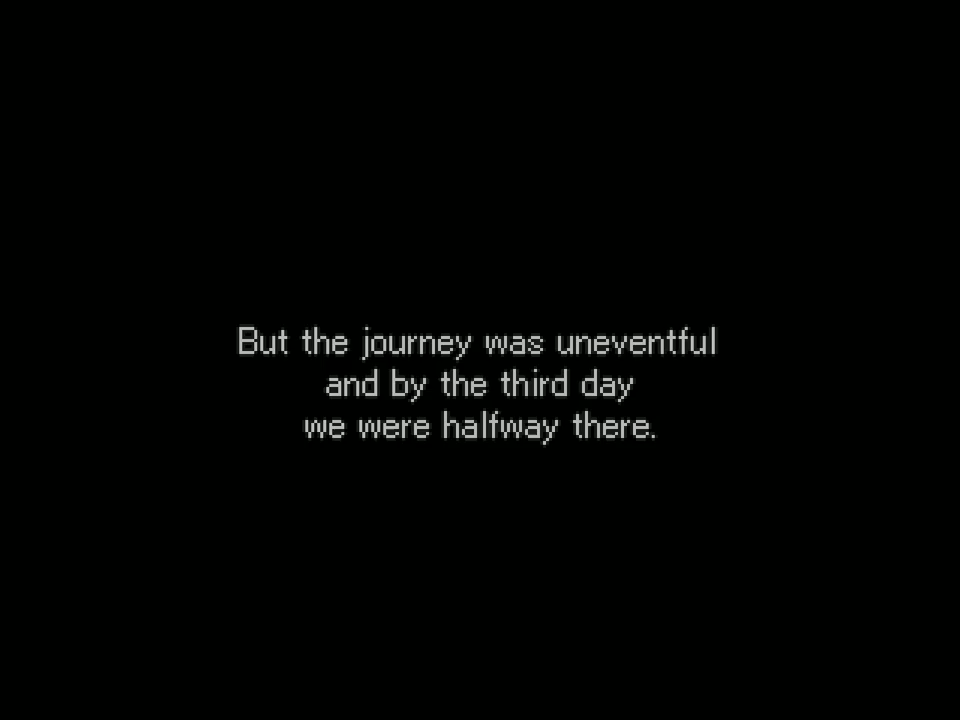 But the journey was uneventful
and by the third day
we were halfway there.